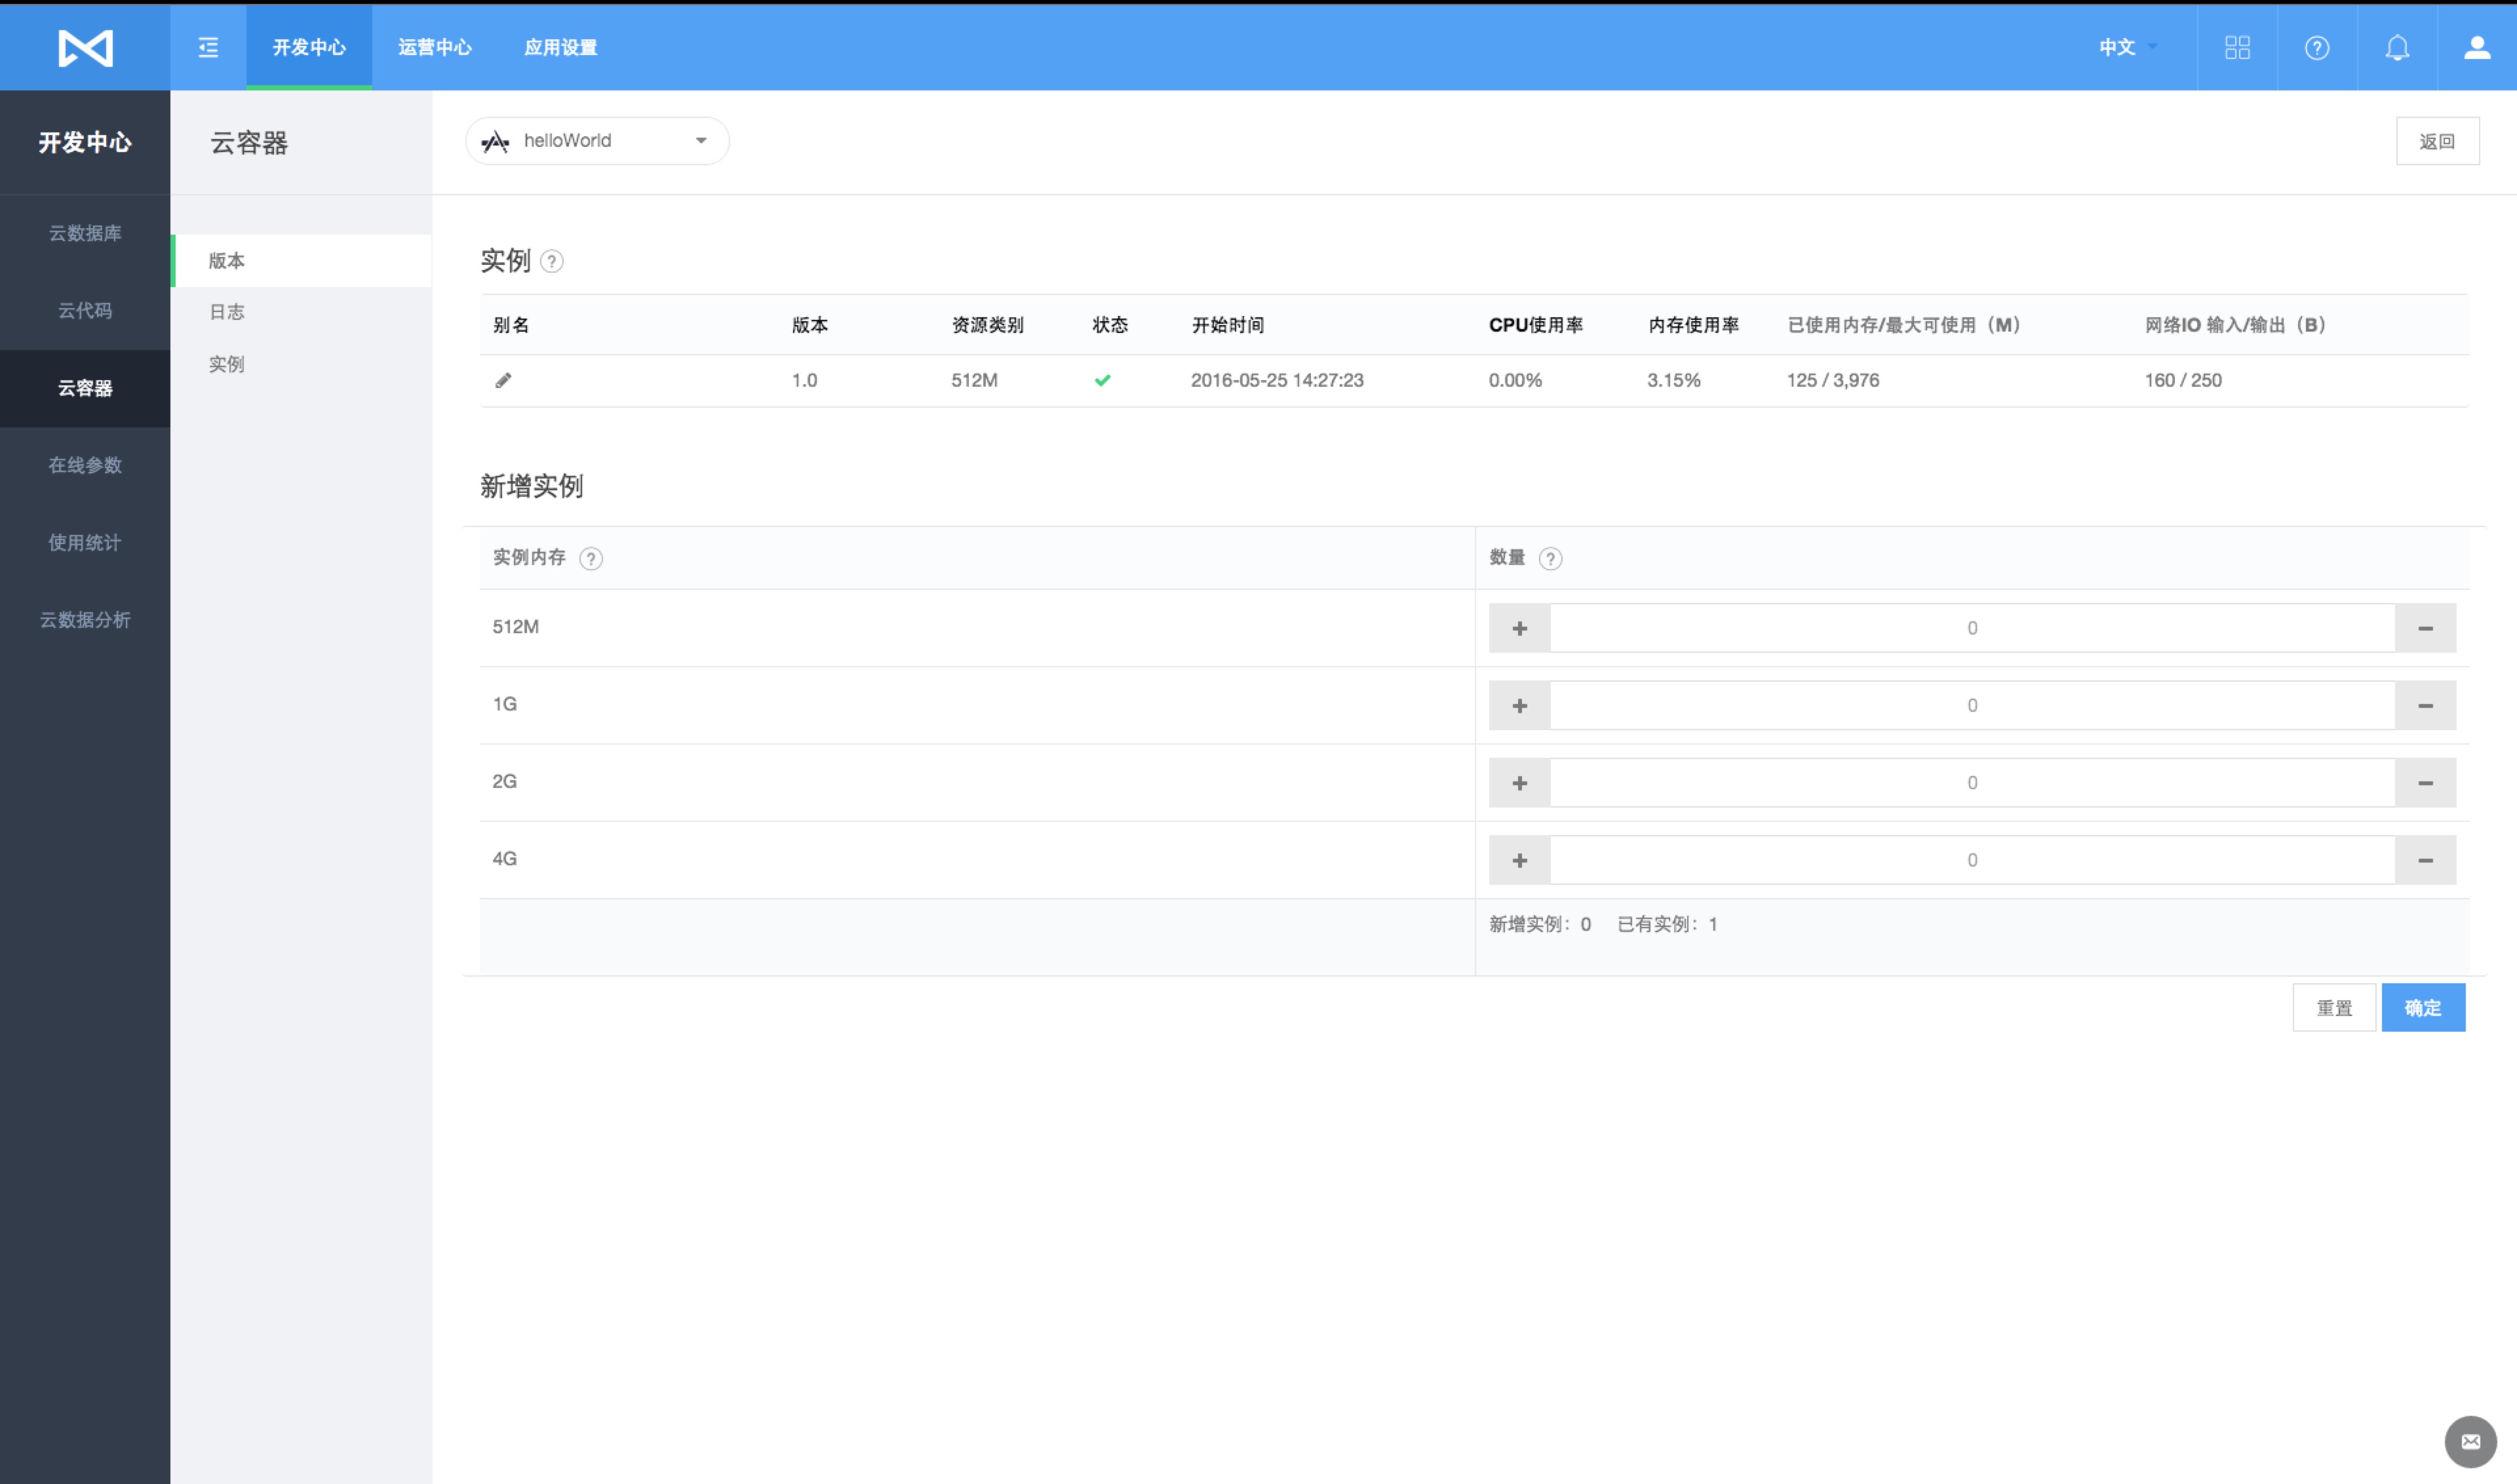 开发中心 运营中心 应用设置 中文
开发中心
云数据库
云代码
云容器
在线参数
使用统计
云数据分析
云容器
版本
日志
实例
helloWorld 返回
实例
别名 版本 资源类别 状态 开始时间 CPU使用率 内存使用率 已使用内存/最大可使用（M） 网络IO 输入/输出（B）
1.0 512M 2016-05-25 14:27:23 0.00% 3.15% 125 / 3,976 160 / 250
新增实例
实例内存 数量
512M 0
1G 0
2G 0
4G 0
新增实例：0 已有实例：1
重置 确定